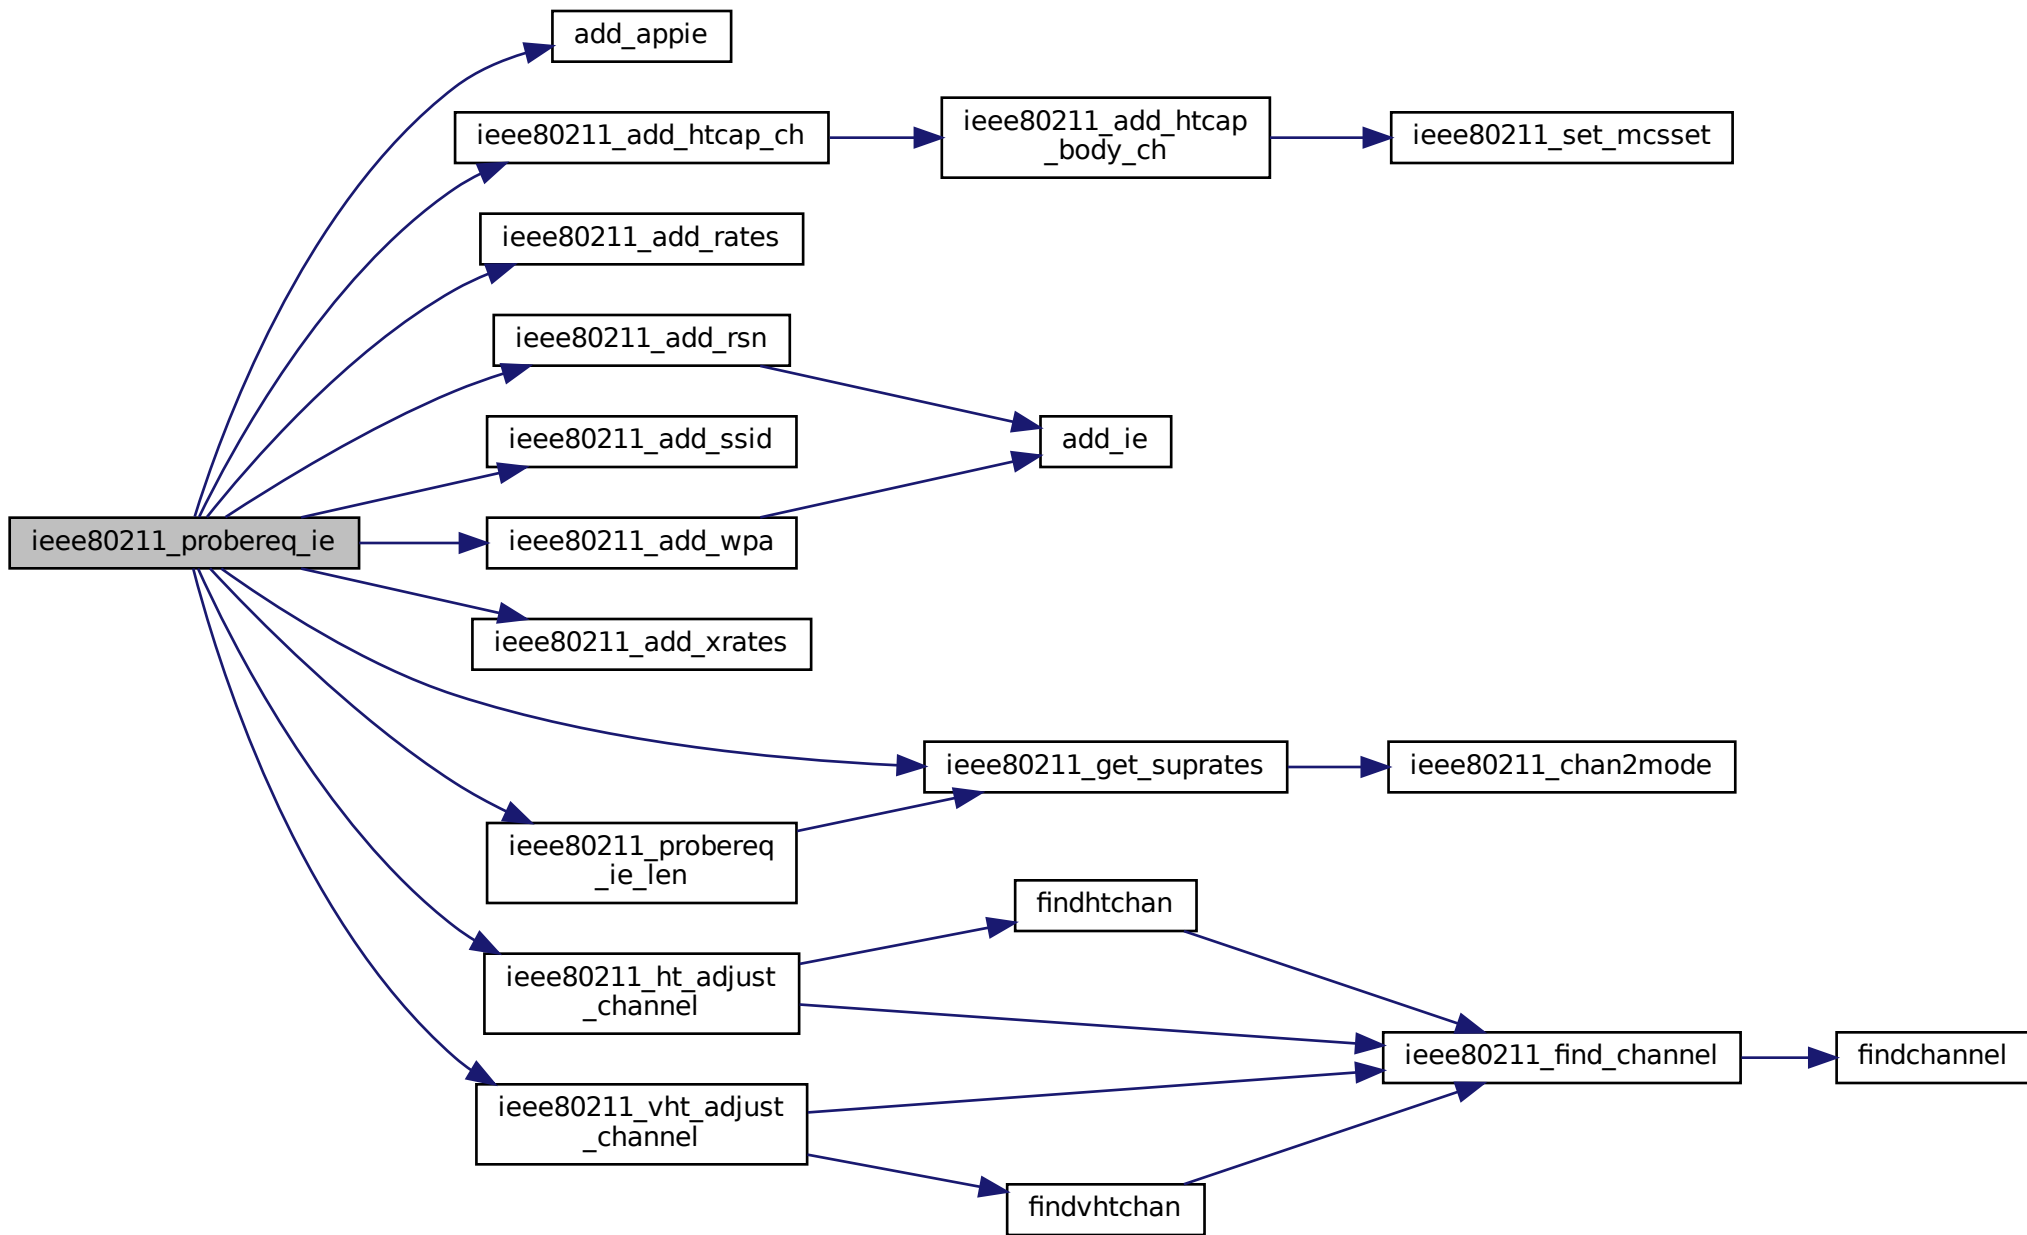 add_appie
ieee80211_add_htcap_ch
ieee80211_add_htcap
_body_ch
ieee80211_set_mcsset
ieee80211_add_rates
ieee80211_add_rsn
ieee80211_add_ssid
add_ie
ieee80211_probereq_ie
ieee80211_add_wpa
ieee80211_add_xrates
ieee80211_get_suprates
ieee80211_chan2mode
ieee80211_probereq
_ie_len
findhtchan
ieee80211_ht_adjust
_channel
ieee80211_find_channel
findchannel
ieee80211_vht_adjust
_channel
findvhtchan